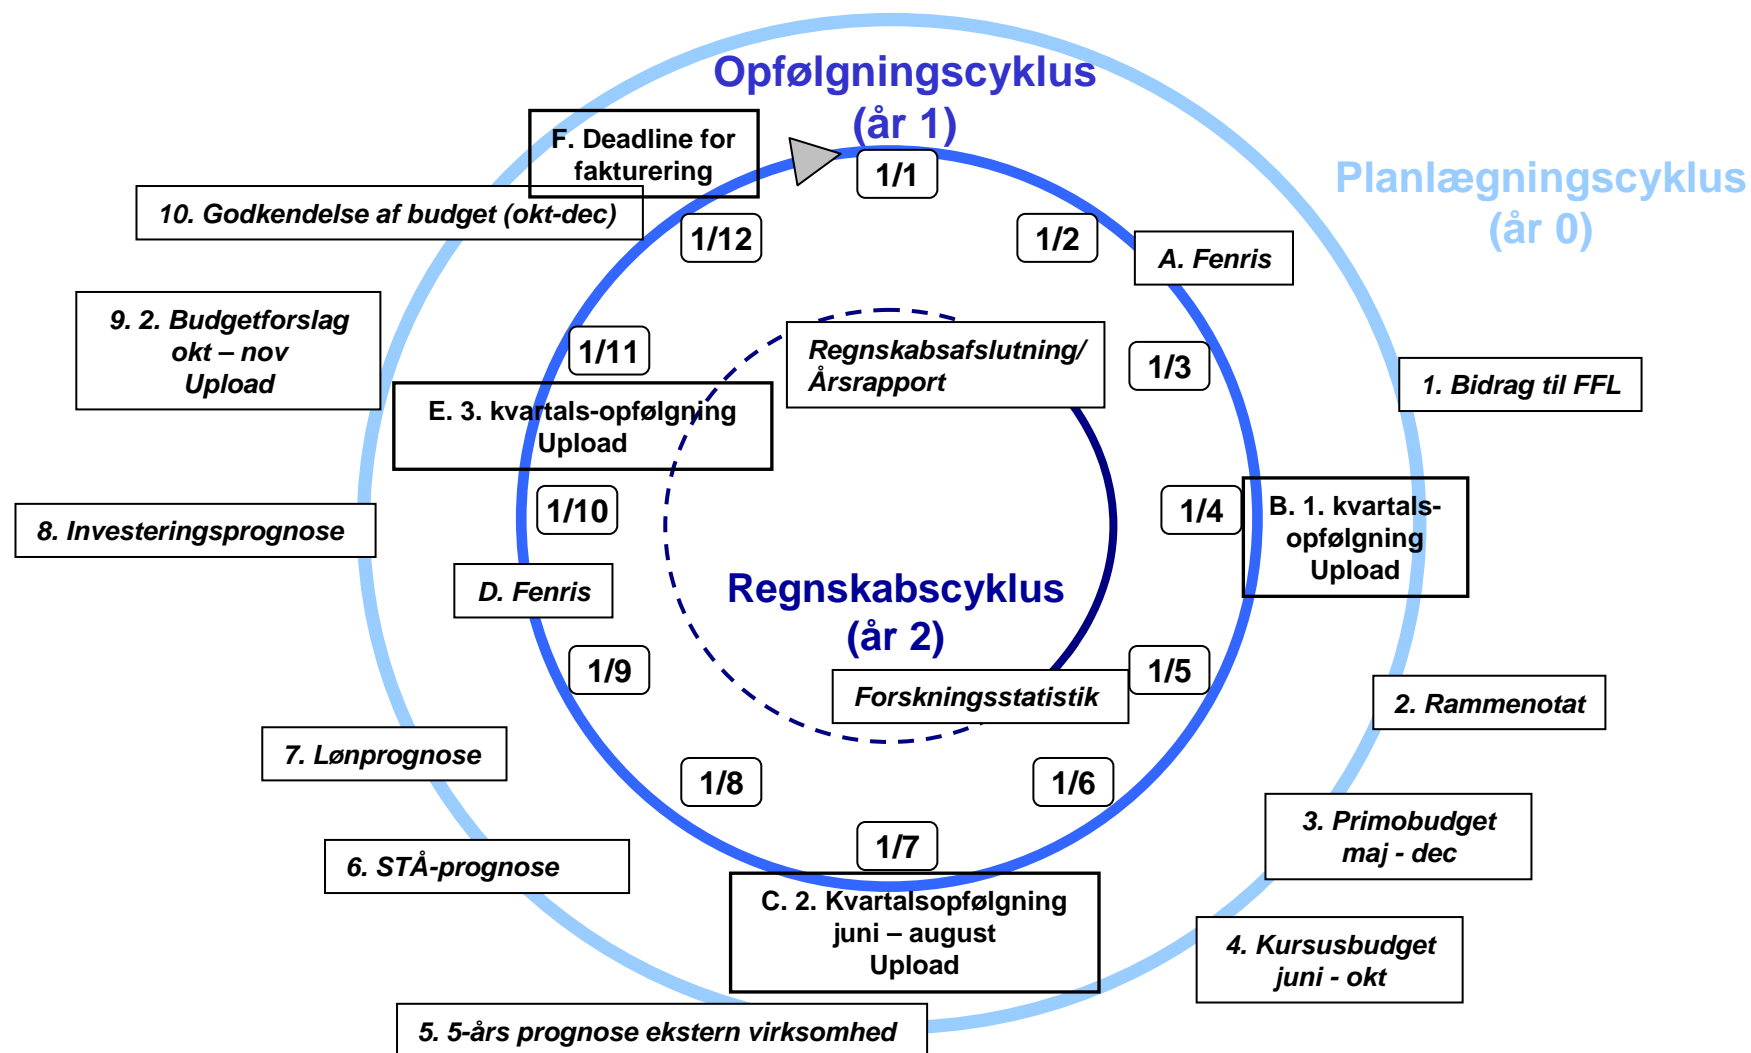 Opfølgningscyklus
(år 1)
Planlægningscyklus
(år 0)
F. Deadline for
fakturering
1/1
10. Godkendelse af budget (okt-dec)
1/12
1/2
A. Fenris
9. 2. Budgetforslag
okt – nov
Upload
1/11
Regnskabsafslutning/
Årsrapport
1/3
1. Bidrag til FFL
E. 3. kvartals-opfølgning
Upload
8. Investeringsprognose
1/10
1/4
B. 1. kvartals-
opfølgning
Upload
D. Fenris
Regnskabscyklus
(år 2)
1/9
Forskningsstatistik
1/5
2. Rammenotat
7. Lønprognose
1/8
1/6
3. Primobudget
maj - dec
6. STÅ-prognose
1/7
C. 2. Kvartalsopfølgning
juni – august
Upload
4. Kursusbudget
juni - okt
5. 5-års prognose ekstern virksomhed